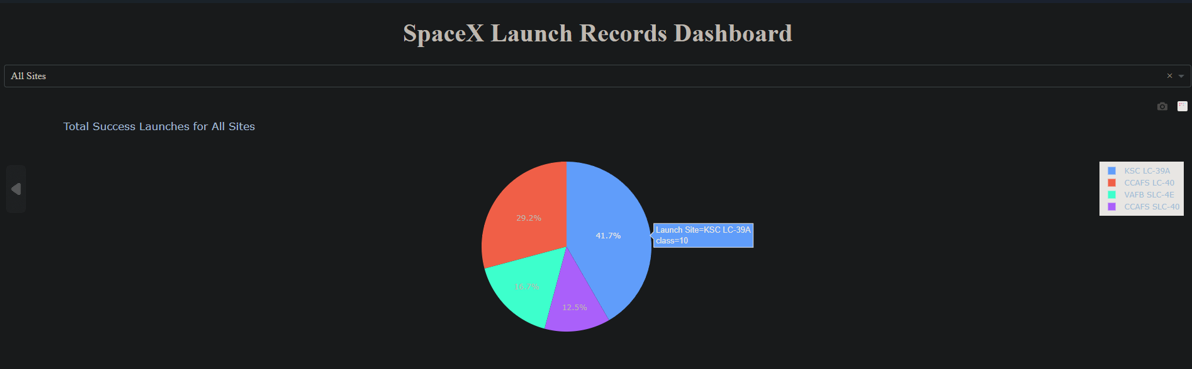 SpaceX Launch Records Dashboard
All Sites
Total Success Launches for All Sites
KSC LC-39A
CCAFS LC-40
VAFB SLC-4E
CCAFS SLC-40
29.2%
41.7%
Launch Site=KSC LC-39A
class=10
12.5%